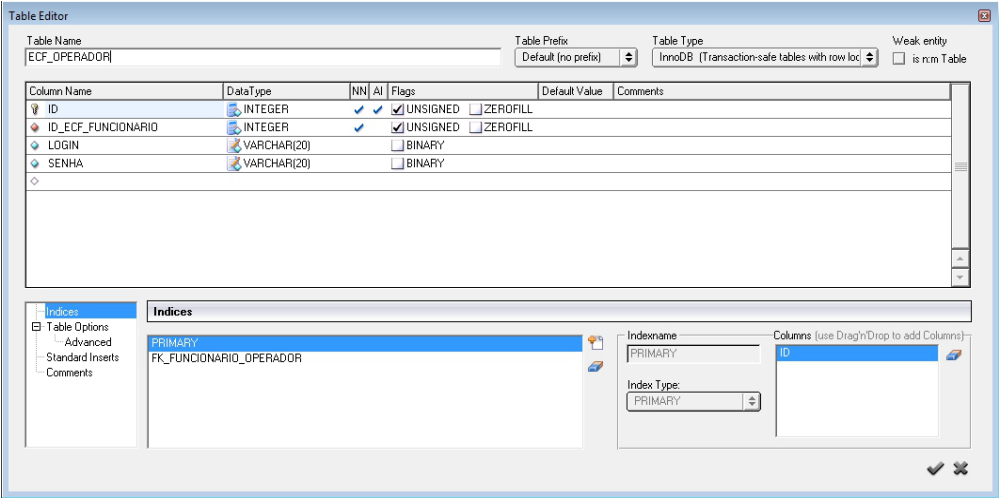 Table Editor
Table Name Table Prefix Table Type Weak entity
ECF_OPERADOR Default (no prefix) InnoDB (Transaction-safe tables with row loc is n:m Table
Column Name DataType NN AI Flags Default Value Comments
ID INTEGER UNSIGNED ZEROFILL
ID_ECF_FUNCIONARIO INTEGER UNSIGNED ZEROFILL
LOGIN VARCHAR(20) BINARY
SENHA VARCHAR(20) BINARY
Indices
Table Options
Advanced
Standard Inserts
Comments
Indices
PRIMARY
FK_FUNCIONARIO_OPERADOR
Indexname
PRIMARY
Index Type:
PRIMARY
Columns (use Drag'n'Drop to add Columns)
ID